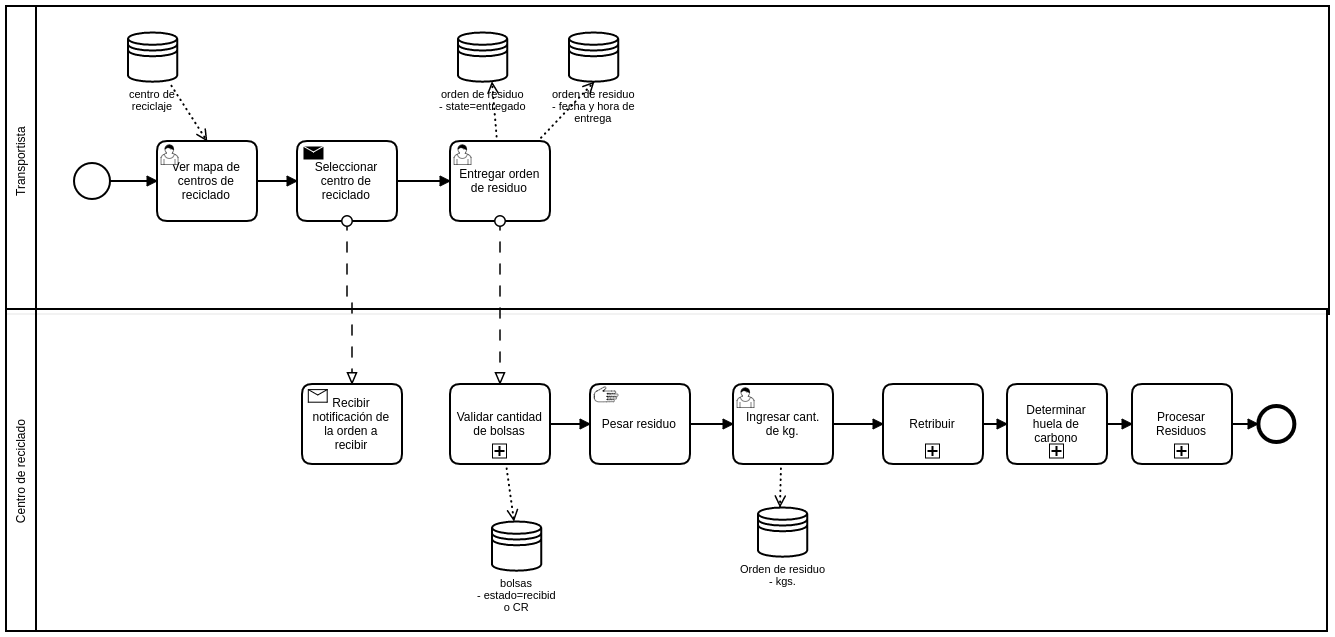 Transportista
centro de
reciclaje
orden de residuo
- state=entregado
orden de residuo
- fecha y hora de
entrega
Ver mapa de
centros de
reciclado
Seleccionar
centro de
reciclado
Entregar orden
de residuo
Centro de reciclado
Recibir
notificación de
la orden a
recibir
Validar cantidad
de bolsas
Pesar residuo
Ingresar cant.
de kg.
Retribuir
Determinar
huela de
carbono
Procesar
Residuos
bolsas
- estado=recibid
o CR
Orden de residuo
- kgs.